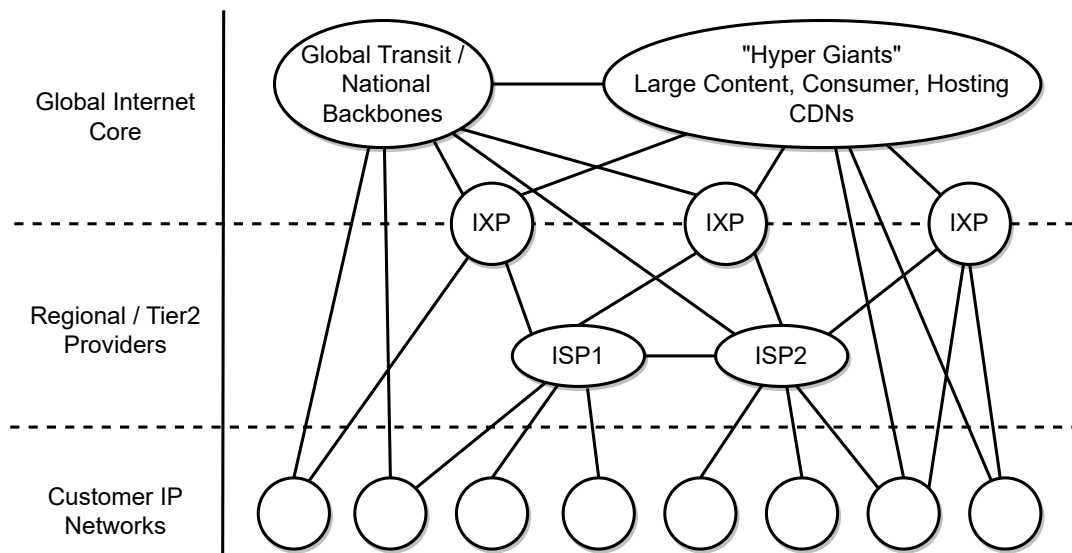 Global Transit /
National
Backbones
"Hyper Giants"
Large Content, Consumer, Hosting
CDNs
Global Internet
Core
IXP
IXP
IXP
Regional / Tier2
Providers
ISP1
ISP2
Customer IP
Networks